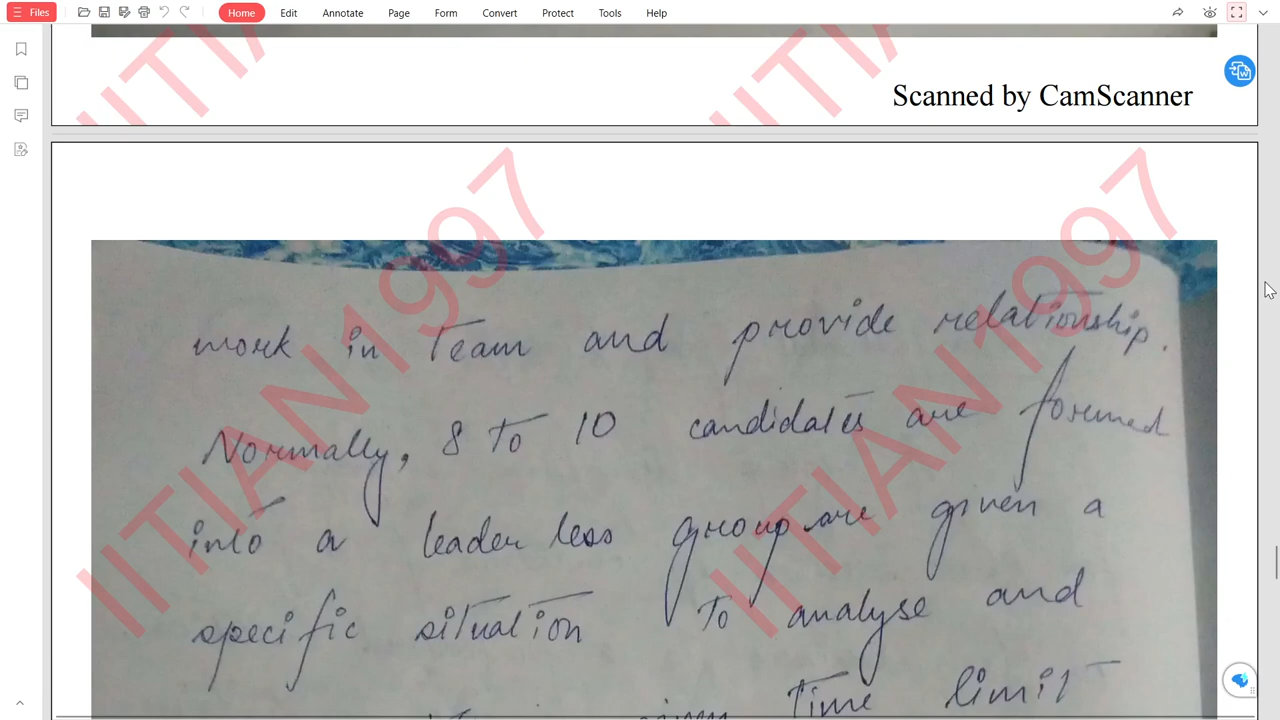 Files
Home Edit Annotate Page Form Convert Protect Tools Help
IITIAN1997 IITIAN1997
Scanned by CamScanner
work in Team and provide relationship.
Normally, 8 to 10 candidates are formed
into a leader less group are given a
specific situation to analyse and
time limit